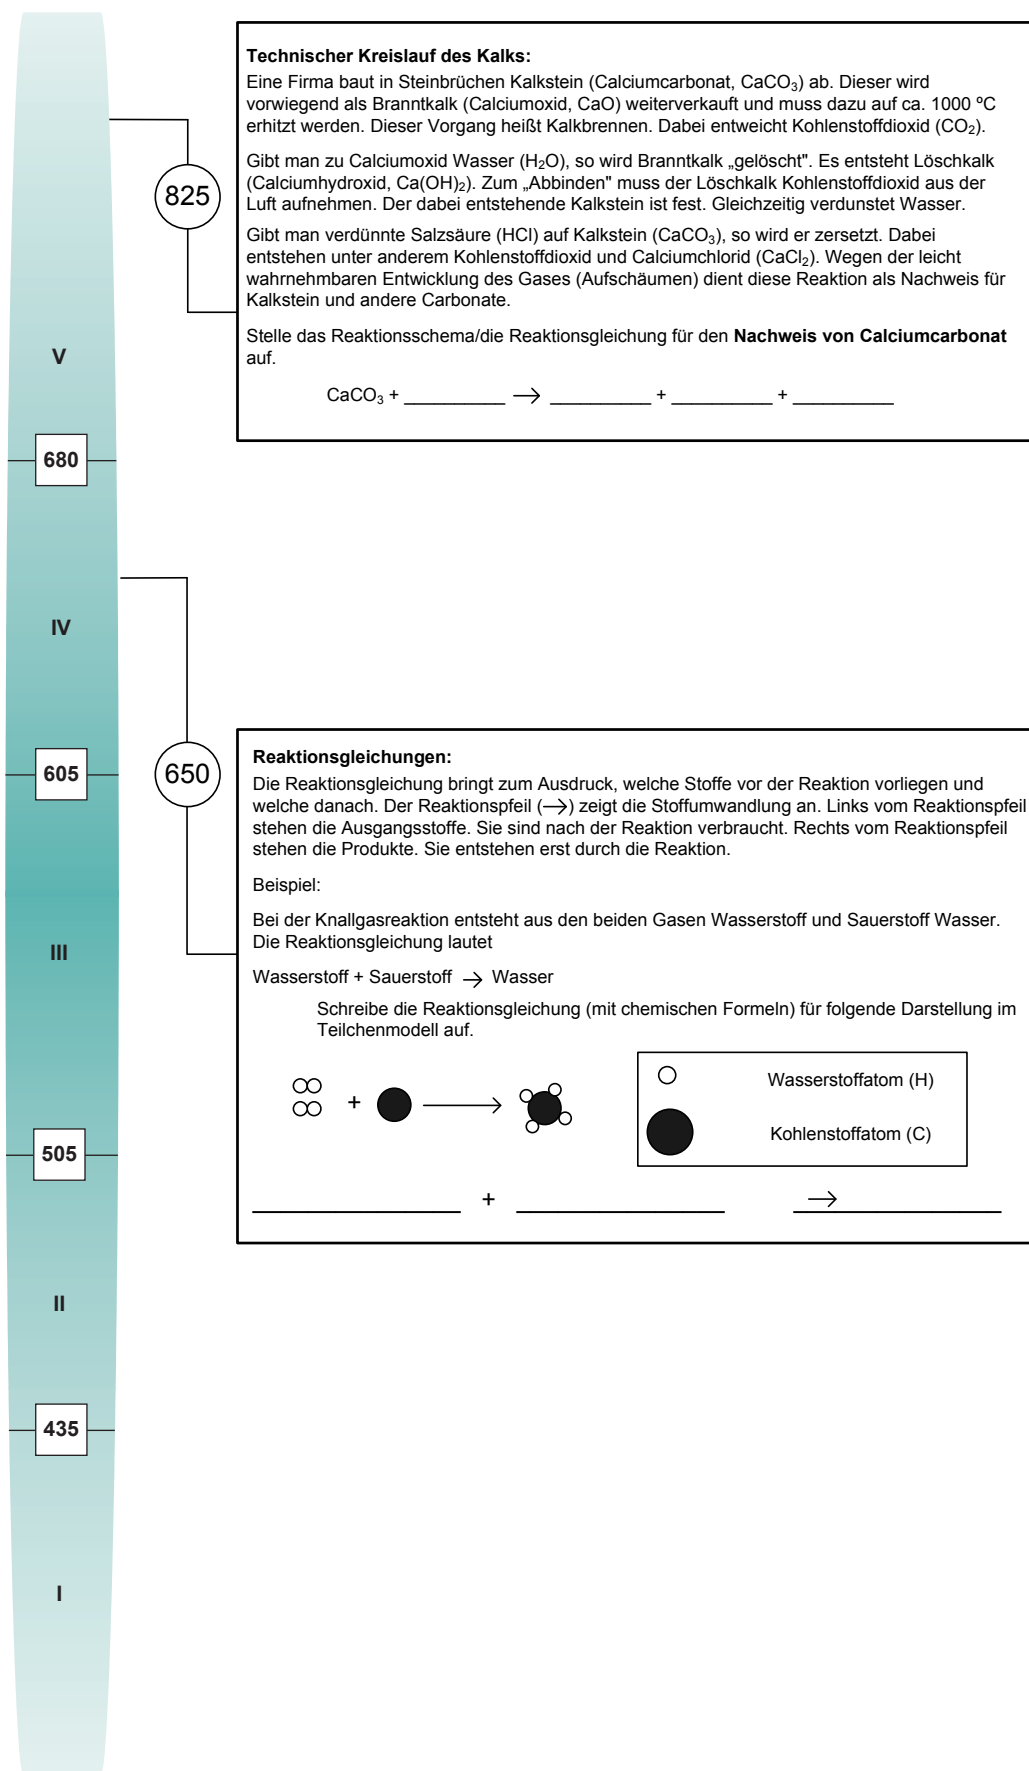 Technischer Kreislauf des Kalks:
Eine Firma baut in Steinbrüchen Kalkstein (Calciumcarbonat, CaCO₃) ab. Dieser wird
vorwiegend als Branntkalk (Calciumoxid, CaO) weiterverkauft und muss dazu auf ca. 1000 ºC
erhitzt werden. Dieser Vorgang heißt Kalkbrennen. Dabei entweicht Kohlenstoffdioxid (CO₂).
Gibt man zu Calciumoxid Wasser (H₂O), so wird Branntkalk „gelöscht". Es entsteht Löschkalk
(Calciumhydroxid, Ca(OH)₂). Zum „Abbinden" muss der Löschkalk Kohlenstoffdioxid aus der
Luft aufnehmen. Der dabei entstehende Kalkstein ist fest. Gleichzeitig verdunstet Wasser.
Gibt man verdünnte Salzsäure (HCl) auf Kalkstein (CaCO₃), so wird er zersetzt. Dabei
entstehen unter anderem Kohlenstoffdioxid und Calciumchlorid (CaCl₂). Wegen der leicht
wahrnehmbaren Entwicklung des Gases (Aufschäumen) dient diese Reaktion als Nachweis für
Kalkstein und andere Carbonate.
Stelle das Reaktionsschema/die Reaktionsgleichung für den Nachweis von Calciumcarbonat
auf.
CaCO₃ + _________ → _________ + _________ + _________
825
V
680
IV
605
650
Reaktionsgleichungen:
Die Reaktionsgleichung bringt zum Ausdruck, welche Stoffe vor der Reaktion vorliegen und
welche danach. Der Reaktionspfeil (→) zeigt die Stoffumwandlung an. Links vom Reaktionspfeil
stehen die Ausgangsstoffe. Sie sind nach der Reaktion verbraucht. Rechts vom Reaktionspfeil
stehen die Produkte. Sie entstehen erst durch die Reaktion.
Beispiel:
Bei der Knallgasreaktion entsteht aus den beiden Gasen Wasserstoff und Sauerstoff Wasser.
Die Reaktionsgleichung lautet
Wasserstoff + Sauerstoff → Wasser
Schreibe die Reaktionsgleichung (mit chemischen Formeln) für folgende Darstellung im
Teilchenmodell auf.
+ →
Wasserstoffatom (H)
Kohlenstoffatom (C)
_________ + _________ → _________
III
505
II
435
I